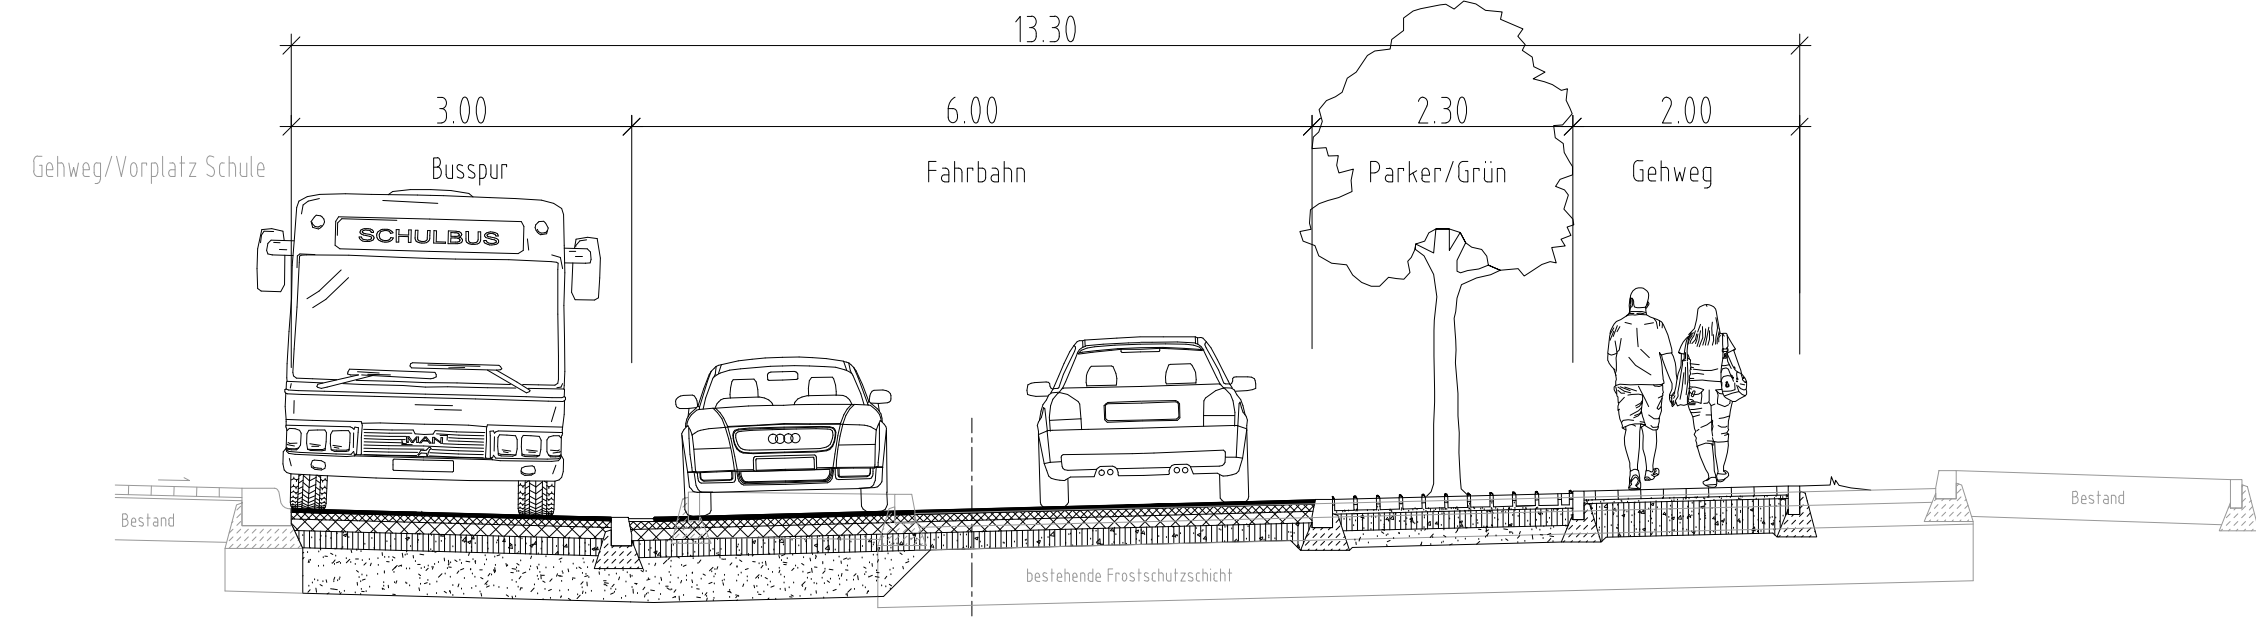 13.30
3.00
6.00
2.30
2.00
Gehweg/Vorplatz Schule
Busspur
Fahrbahn
Parker/Grün
Gehweg
SCHULBUS
MAN
Bestand
Bestand
bestehende Frostschutzschicht